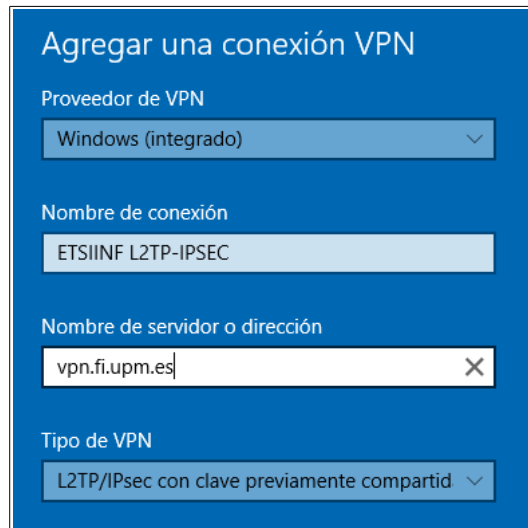 Agregar una conexión VPN
Proveedor de VPN
Windows (integrado)
Nombre de conexión
ETSIINF L2TP-IPSEC
Nombre de servidor o dirección
vpn.fi.upm.es
Tipo de VPN
L2TP/IPsec con clave previamente compartid